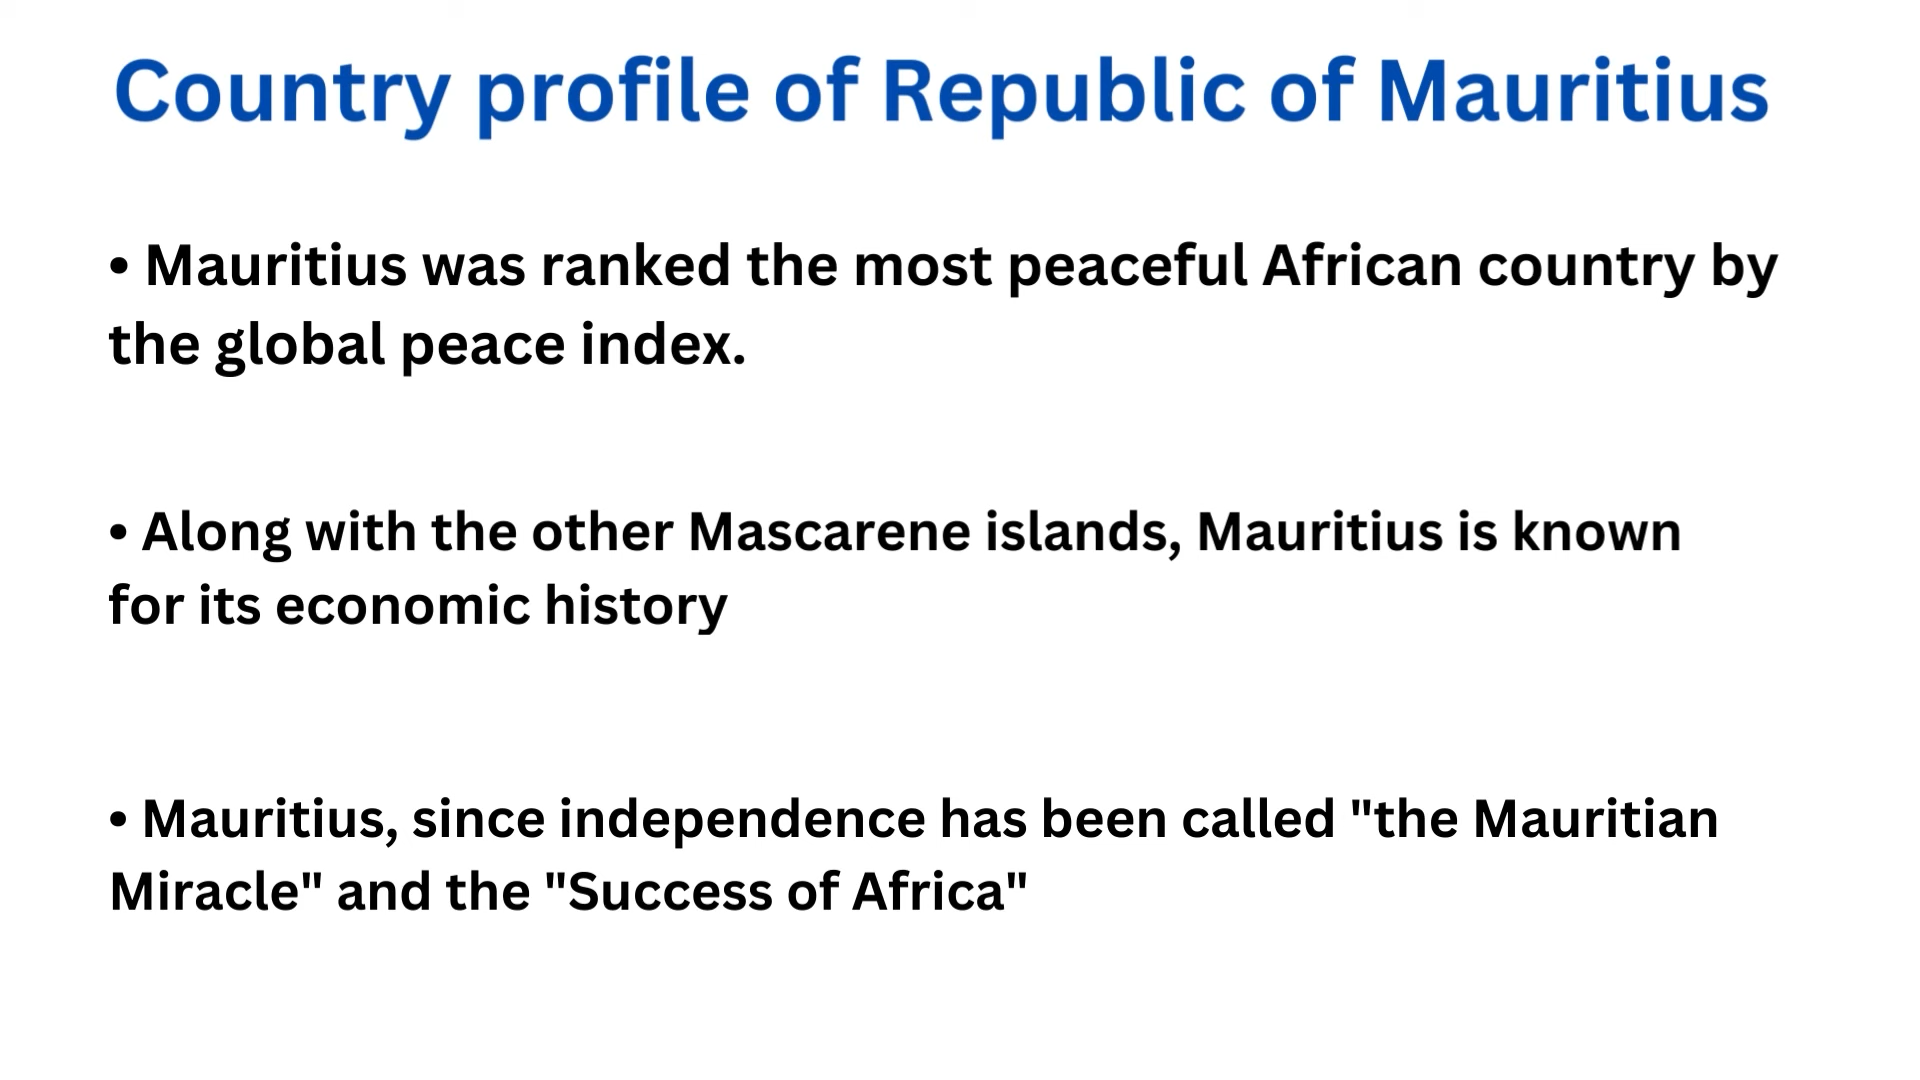 Country profile of Republic of Mauritius
• Mauritius was ranked the most peaceful African country by
the global peace index.
• Along with the other Mascarene islands, Mauritius is known
for its economic history
• Mauritius, since independence has been called "the Mauritian
Miracle" and the "Success of Africa"